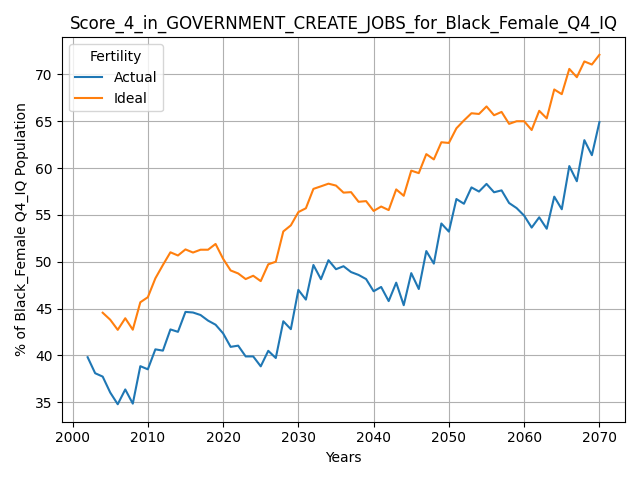 Score_4_in_GOVERNMENT_CREATE_JOBS_for_Black_Female_Q4_IQ
Fertility
Actual
Ideal
% of Black_Female Q4_IQ Population
70
65
60
55
50
45
40
35
2000 2010 2020 2030 2040 2050 2060 2070
Years